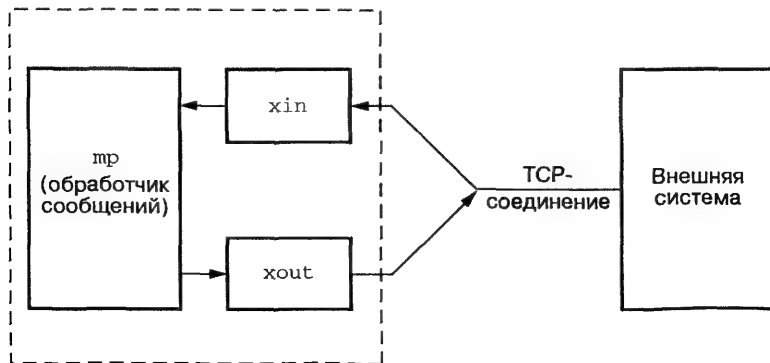 xin
mp
(обработчик
сообщений)
xout
TCP-
соединение
Внешняя
система